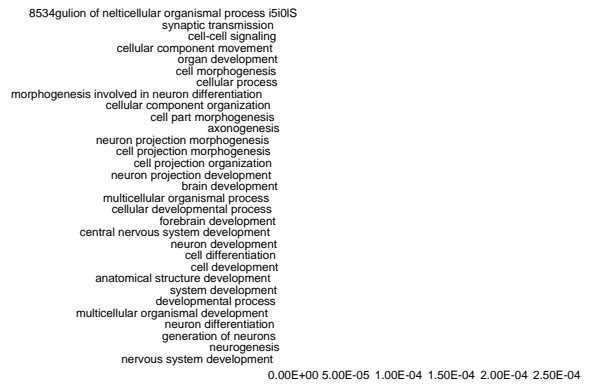 8534gulion of nelticellular organismal process i5i0lS
synaptic transmission
cell-cell signaling
cellular component movement
organ development
cell morphogenesis
cellular process
morphogenesis involved in neuron differentiation
cellular component organization
cell part morphogenesis
axonogenesis
neuron projection morphogenesis
cell projection morphogenesis
cell projection organization
neuron projection development
brain development
multicellular organismal process
cellular developmental process
forebrain development
central nervous system development
neuron development
cell differentiation
cell development
anatomical structure development
system development
developmental process
multicellular organismal development
neuron differentiation
generation of neurons
neurogenesis
nervous system development
0.00E+00 5.00E-05 1.00E-04 1.50E-04 2.00E-04 2.50E-04